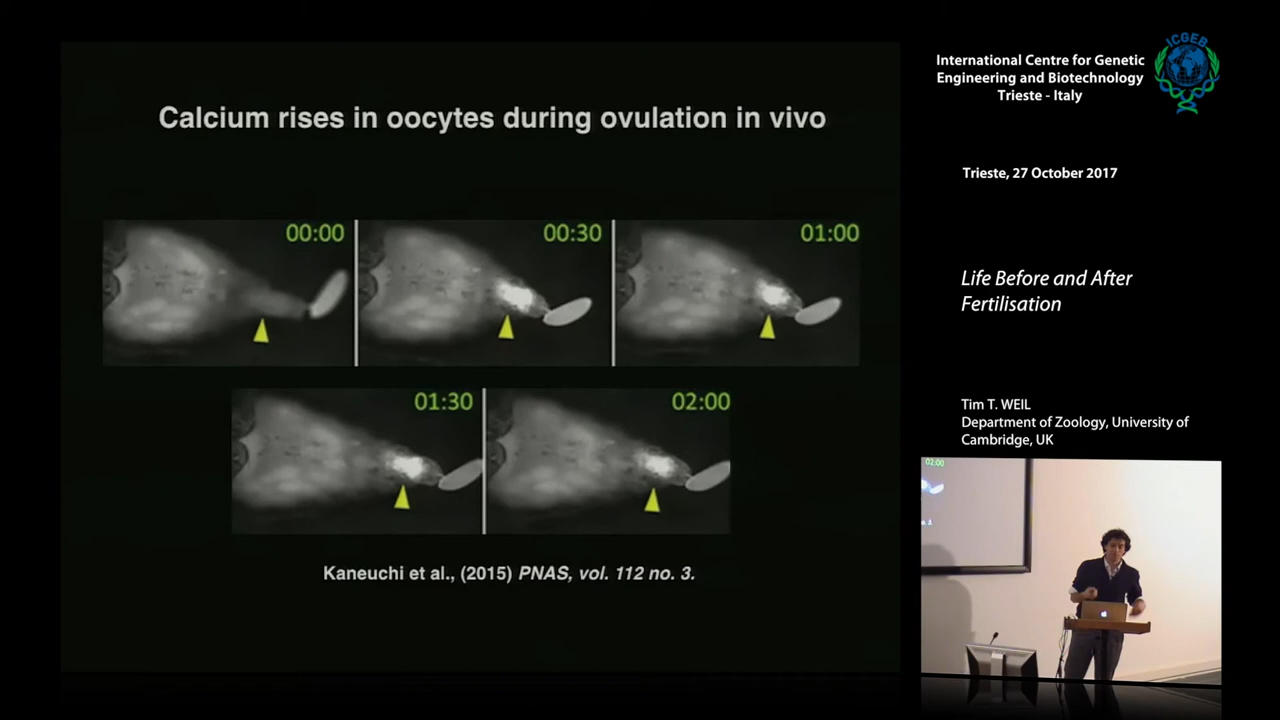 Calcium rises in oocytes during ovulation in vivo
00:00
00:30
01:00
01:30
02:00
Kaneuchi et al., (2015) PNAS, vol. 112 no. 3.
International Centre for Genetic
Engineering and Biotechnology
Trieste - Italy
ICGEB
Trieste, 27 October 2017
Life Before and After
Fertilisation
Tim T. WEIL
Department of Zoology, University of
Cambridge, UK
02:00